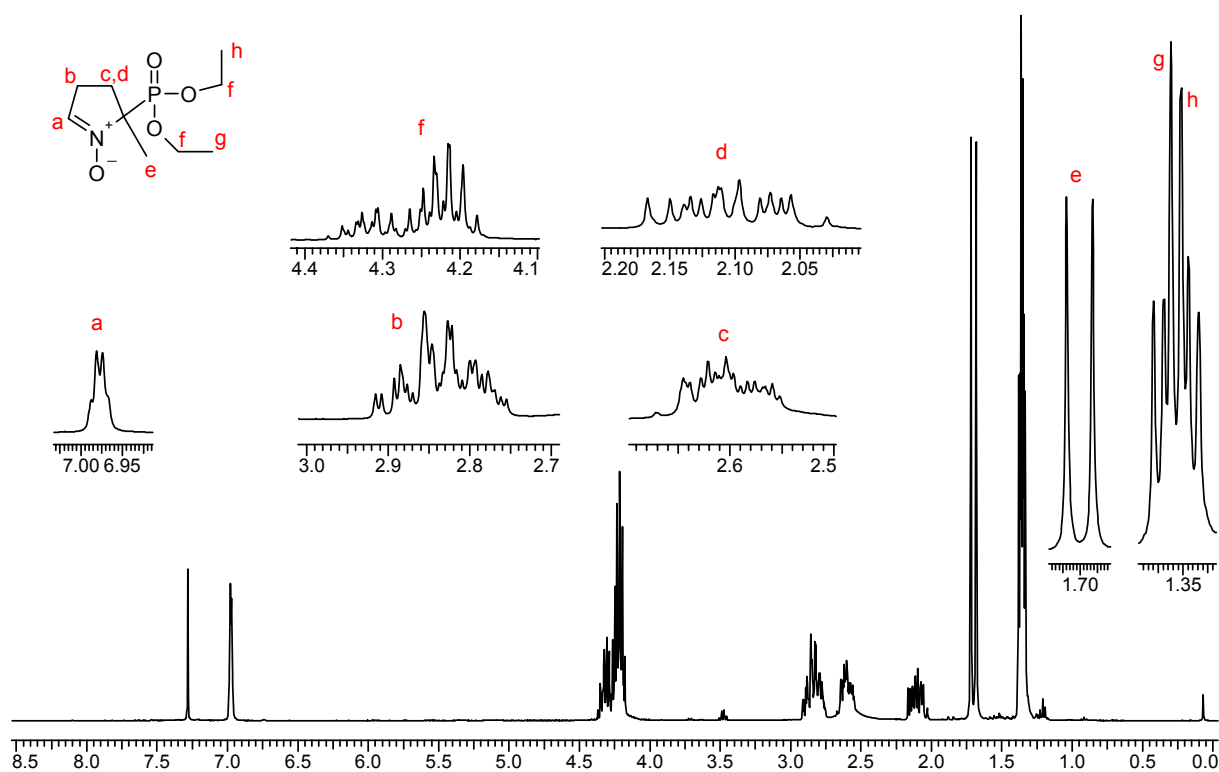 h
O
b
c,d
P
O
f
a
N
+
O
f
g
O
–
e
f
4.4 4.3 4.2 4.1
d
2.20 2.15 2.10 2.05
g
h
e
a
7.00 6.95
b
3.0 2.9 2.8 2.7
c
2.6 2.5
1.70
1.35
8.5 8.0 7.5 7.0 6.5 6.0 5.5 5.0 4.5 4.0 3.5 3.0 2.5 2.0 1.5 1.0 0.5 0.0